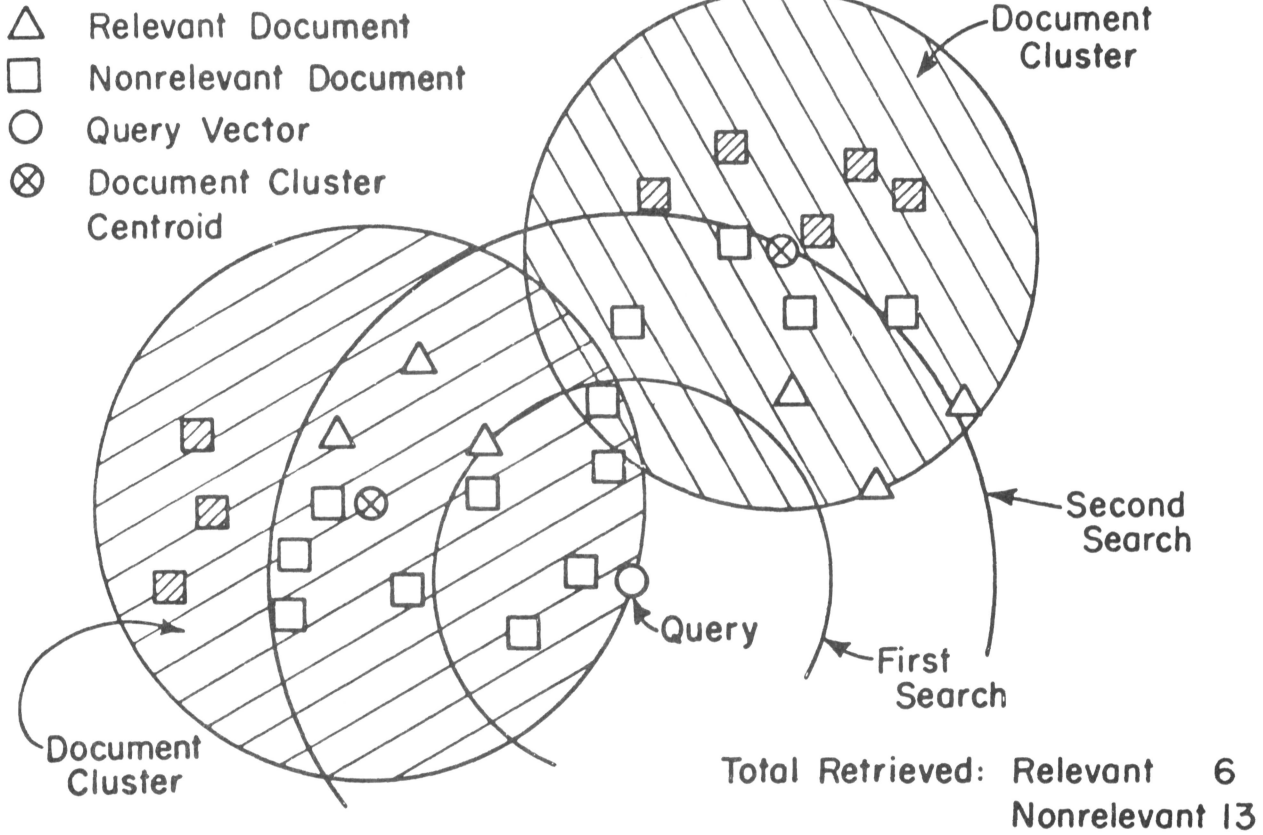 Relevant Document
Nonrelevant Document
Query Vector
Document Cluster
Centroid
Document
Cluster
Second
Search
Query
First
Search
Document
Cluster
Total Retrieved: Relevant 6
Nonrelevant 13